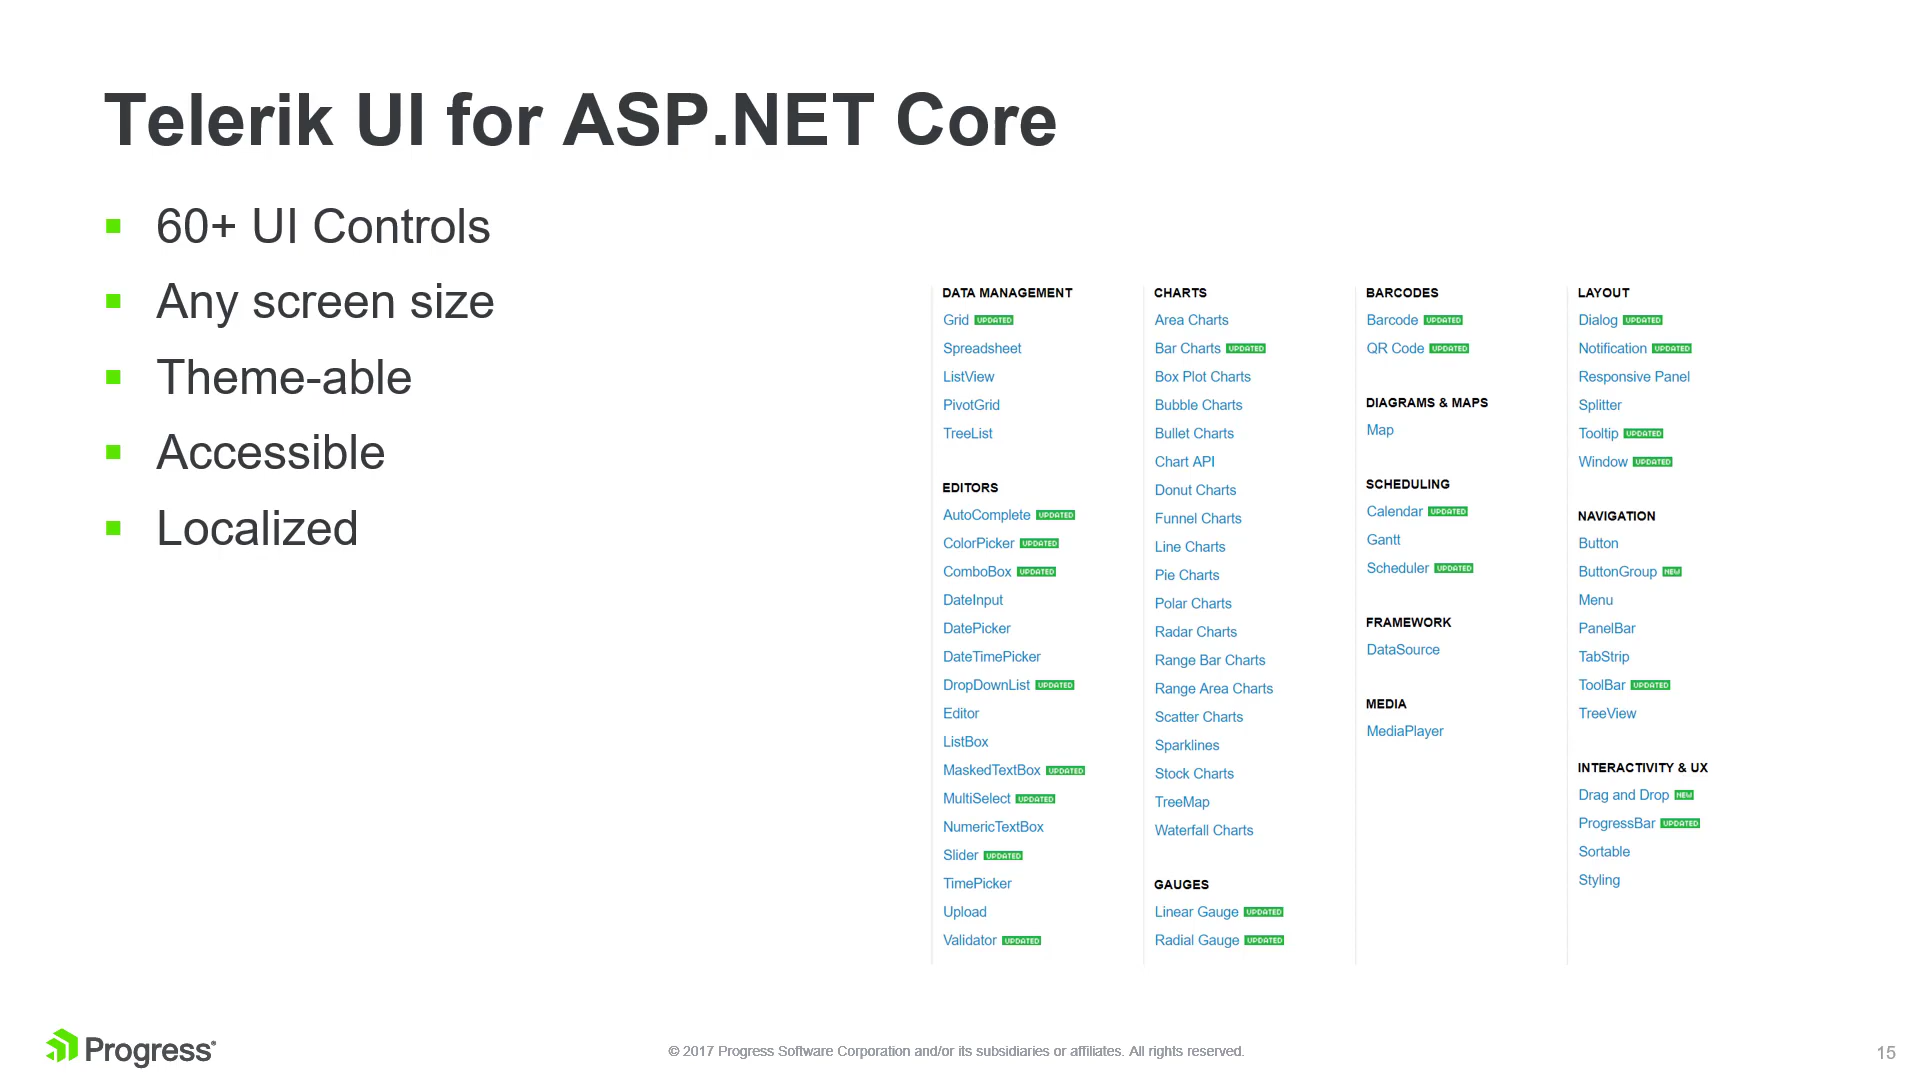 Telerik UI for ASP.NET Core
60+ UI Controls
Any screen size
Theme-able
Accessible
Localized
DATA MANAGEMENT
Grid UPDATED
Spreadsheet
ListView
PivotGrid
TreeList
EDITORS
AutoComplete UPDATED
ColorPicker UPDATED
ComboBox UPDATED
DateInput
DatePicker
DateTimePicker
DropDownList UPDATED
Editor
ListBox
MaskedTextBox UPDATED
MultiSelect UPDATED
NumericTextBox
Slider UPDATED
TimePicker
Upload
Validator UPDATED
CHARTS
Area Charts
Bar Charts UPDATED
Box Plot Charts
Bubble Charts
Bullet Charts
Chart API
Donut Charts
Funnel Charts
Line Charts
Pie Charts
Polar Charts
Radar Charts
Range Bar Charts
Range Area Charts
Scatter Charts
Sparklines
Stock Charts
TreeMap
Waterfall Charts
GAUGES
Linear Gauge UPDATED
Radial Gauge UPDATED
BARCODES
Barcode UPDATED
QR Code UPDATED
DIAGRAMS & MAPS
Map
SCHEDULING
Calendar UPDATED
Gantt
Scheduler UPDATED
FRAMEWORK
DataSource
MEDIA
MediaPlayer
LAYOUT
Dialog UPDATED
Notification UPDATED
Responsive Panel
Splitter
Tooltip UPDATED
Window UPDATED
NAVIGATION
Button
ButtonGroup NEW
Menu
PanelBar
TabStrip
ToolBar UPDATED
TreeView
INTERACTIVITY & UX
Drag and Drop NEW
ProgressBar UPDATED
Sortable
Styling
Progress®
© 2017 Progress Software Corporation and/or its subsidiaries or affiliates. All rights reserved.
15